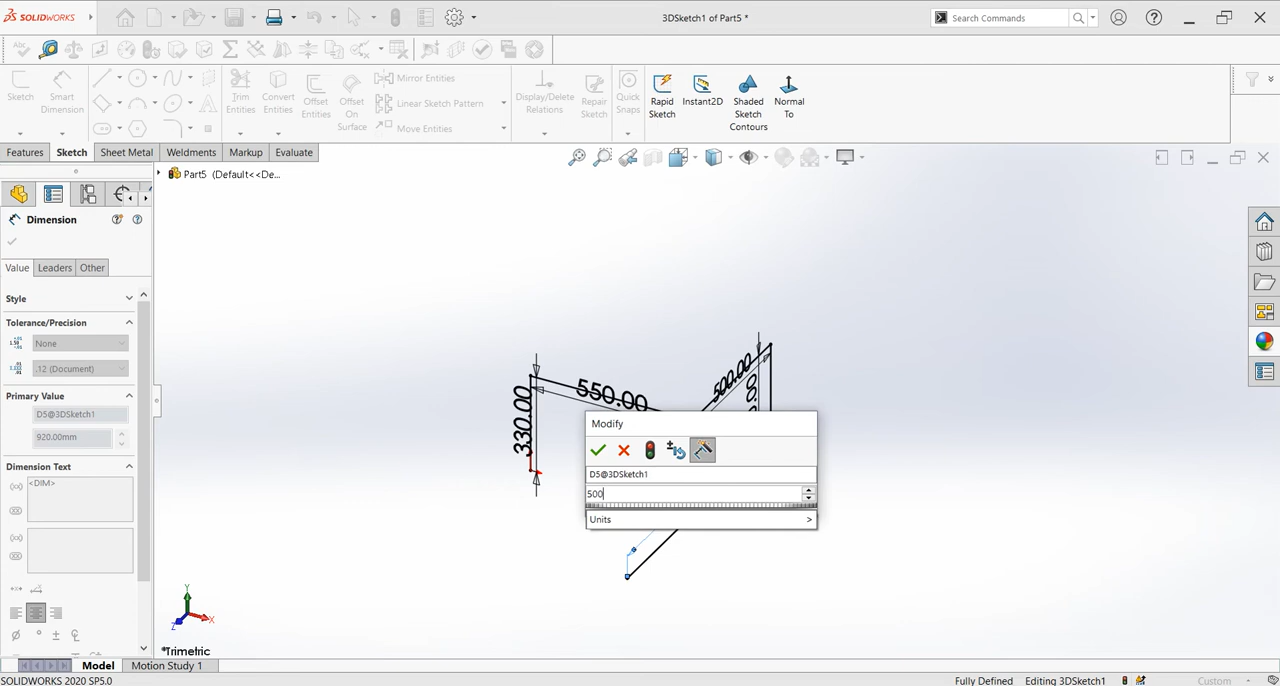 SOLIDWORKS
3DSketch1 of Part5 *
Search Commands
Sketch
Smart Dimension
Trim Entities
Convert Entities
Offset Entities
Offset On Surface
Mirror Entities
Linear Sketch Pattern
Move Entities
Display/Delete Relations
Repair Sketch
Quick Snaps
Rapid Sketch
Instant2D
Shaded Sketch Contours
Normal To
Features
Sketch
Sheet Metal
Weldments
Markup
Evaluate
Part5 (Default<<De...
Dimension
Value
Leaders
Other
Style
Tolerance/Precision
None
.12 (Document)
Primary Value
D5@3DSketch1
920.00mm
Dimension Text
<DIM>
330.00
550.00
500.00
Modify
D5@3DSketch1
500
Units
Y
X
Z
*Trimetric
Model
Motion Study 1
SOLIDWORKS 2020 SP5.0
Fully Defined
Editing 3DSketch1
Custom